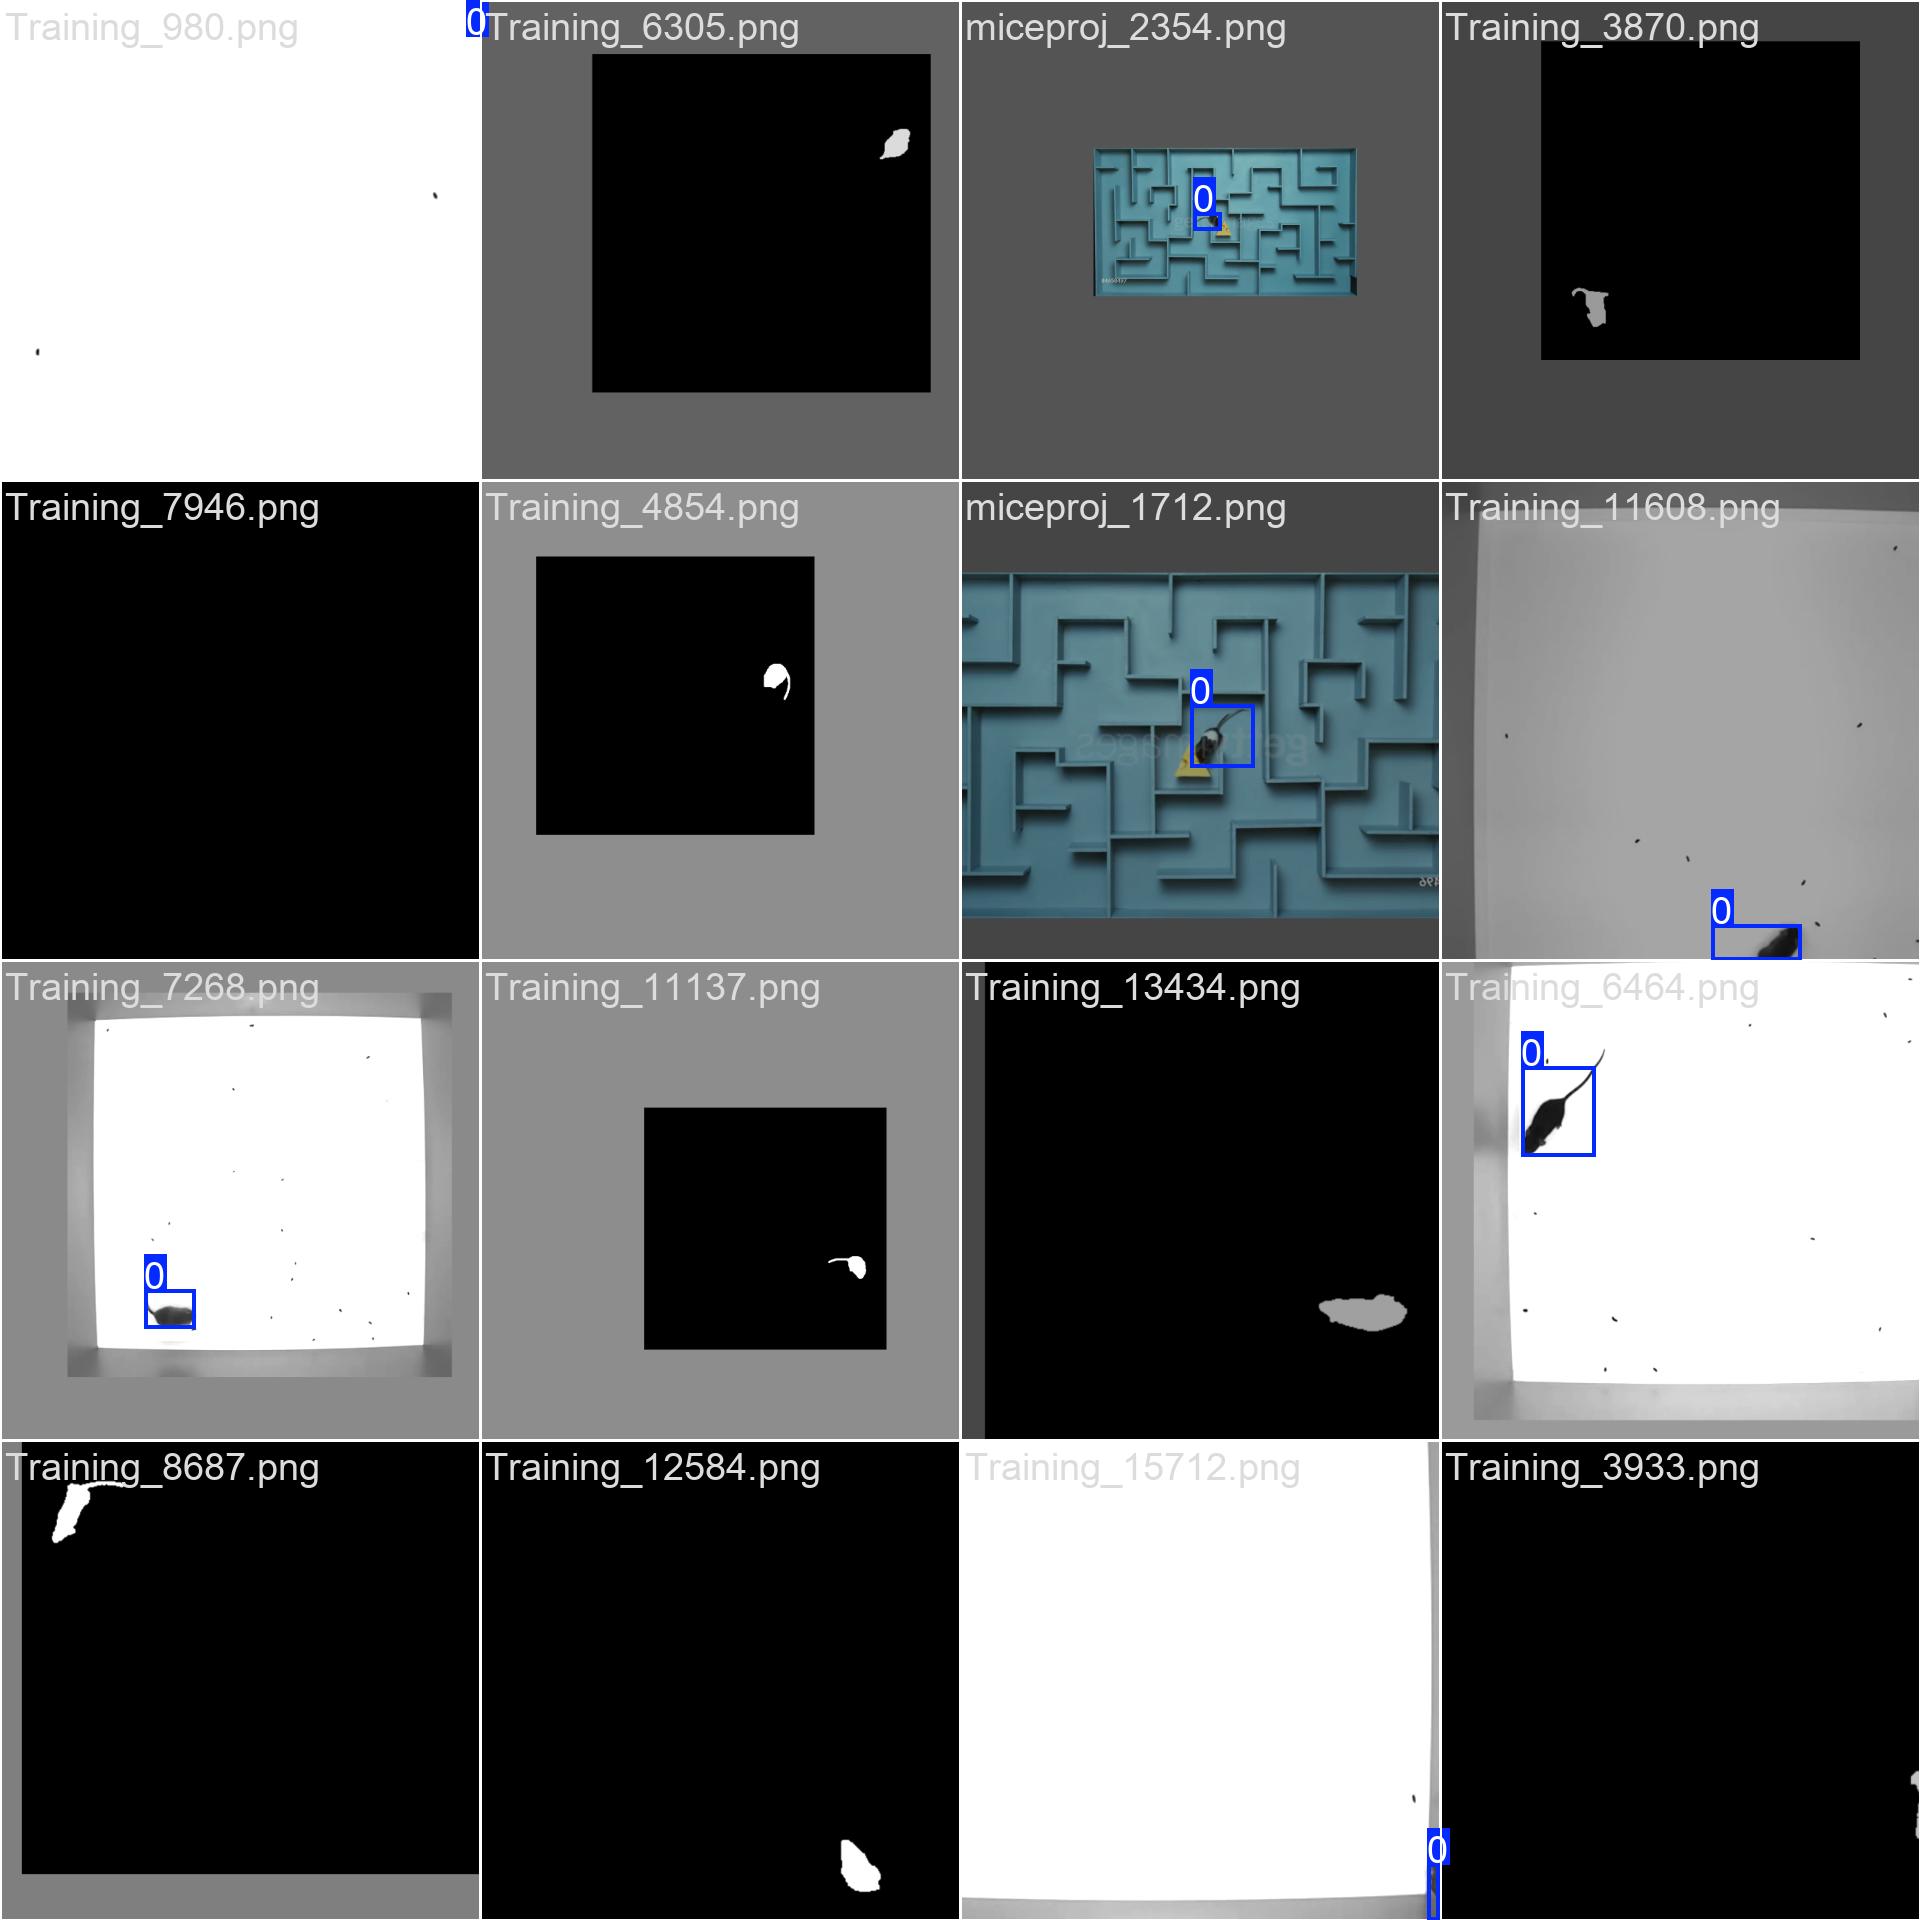 Training_980.png
0
Training_6305.png
miceproj_2354.png
0
Training_3870.png
Training_7946.png
Training_4854.png
miceproj_1712.png
0
Training_11608.png
0
Training_7268.png
0
Training_11137.png
Training_13434.png
Training_6464.png
0
Training_8687.png
Training_12584.png
Training_15712.png
0
Training_3933.png